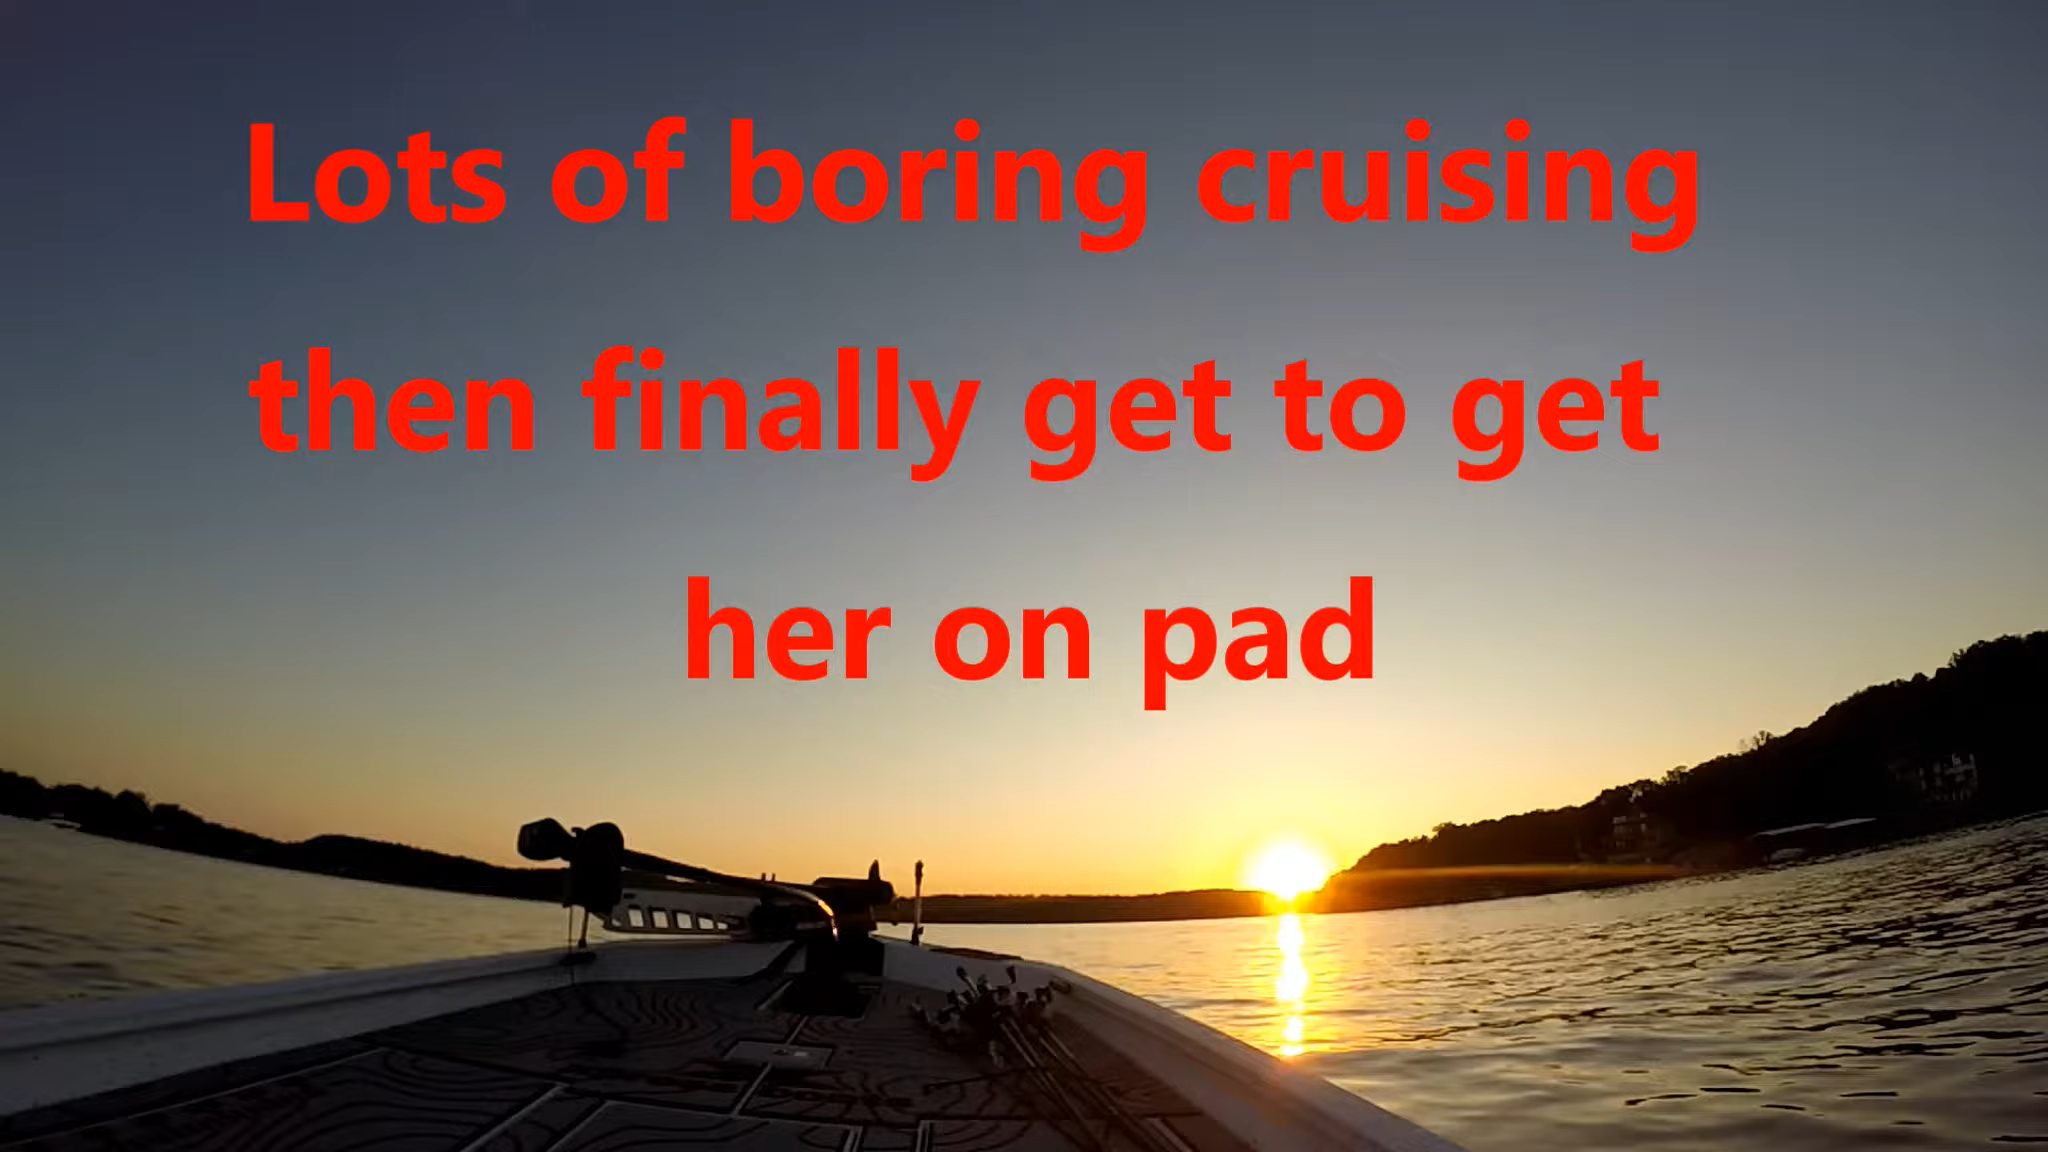 Lots of boring cruising
then finally get to get
her on pad